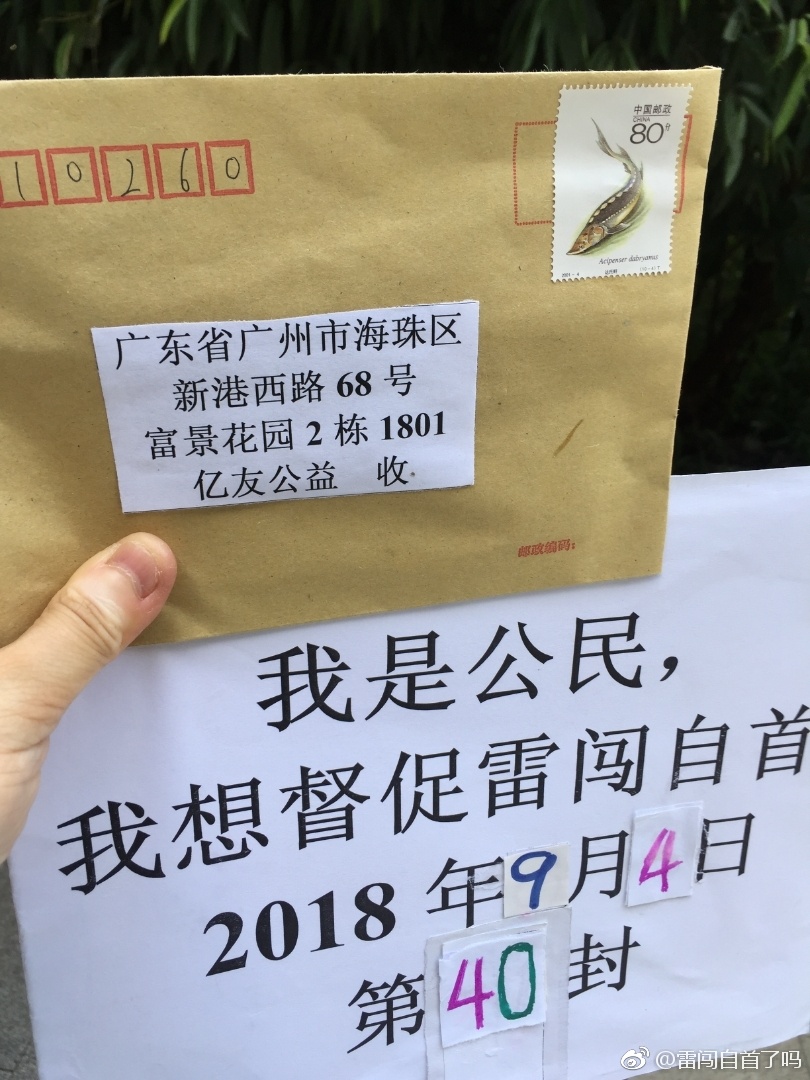 10260
中国邮政
CHINA
80分
Acipenser dabryanus
2001-4
广东省广州市海珠区
新港西路 68 号
富景花园 2 栋 1801
亿友公益 收
邮政编码:
我是公民,
我想督促雷闯自首
2018 年 9 月 4 日
第 40 封
@雷闯自首了吗